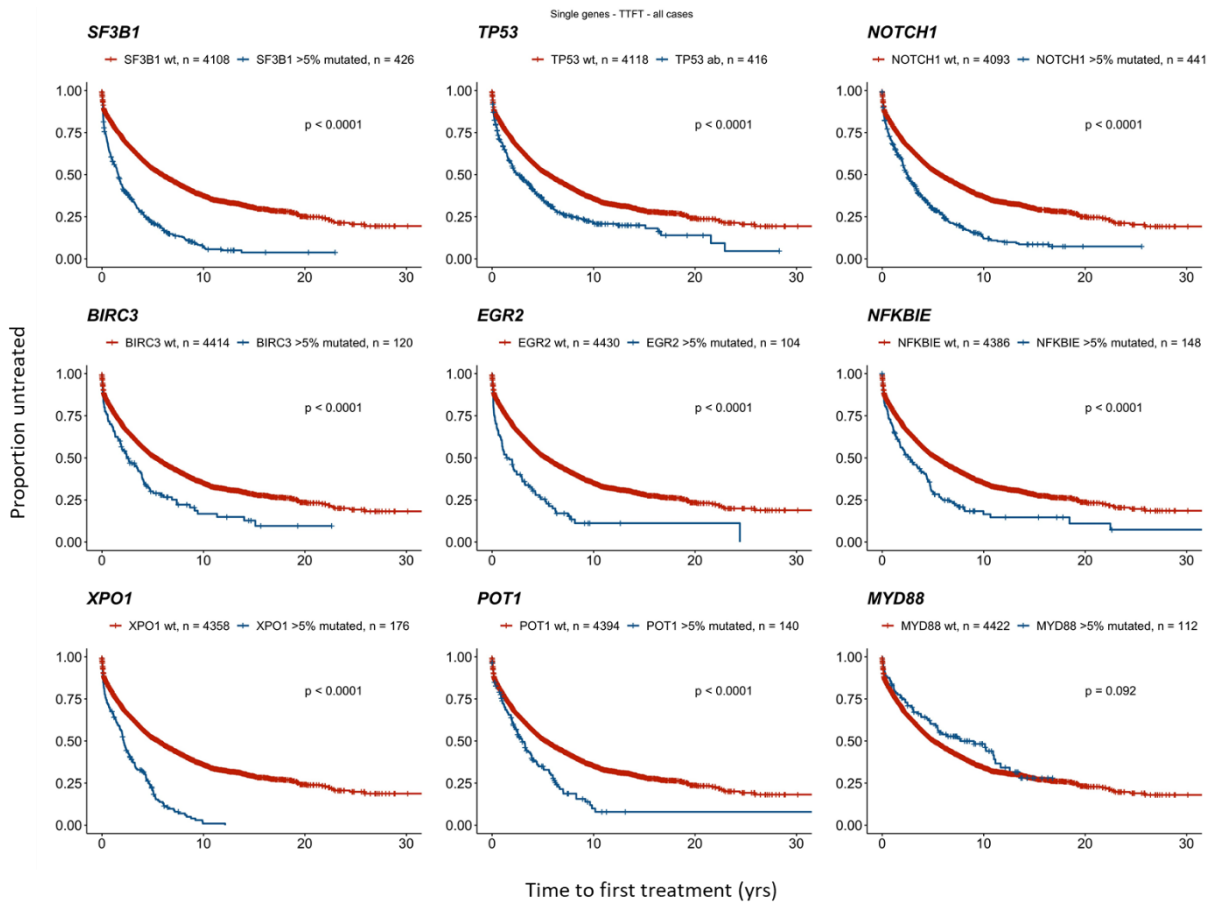 Single genes - TTFT - all cases
SF3B1
TP53
NOTCH1
SF3B1 wt, n = 4108 SF3B1 >5% mutated, n = 426
TP53 wt, n = 4118 TP53 ab, n = 416
NOTCH1 wt, n = 4093 NOTCH1 >5% mutated, n = 441
1.00
0.75
0.50
0.25
0.00
p < 0.0001
0 10 20 30
1.00
0.75
0.50
0.25
0.00
p < 0.0001
0 10 20 30
1.00
0.75
0.50
0.25
0.00
p < 0.0001
0 10 20 30
BIRC3
EGR2
NFKBIE
BIRC3 wt, n = 4414 BIRC3 >5% mutated, n = 120
EGR2 wt, n = 4430 EGR2 >5% mutated, n = 104
NFKBIE wt, n = 4386 NFKBIE >5% mutated, n = 148
1.00
0.75
0.50
0.25
0.00
p < 0.0001
0 10 20 30
1.00
0.75
0.50
0.25
0.00
p < 0.0001
0 10 20 30
1.00
0.75
0.50
0.25
0.00
p < 0.0001
0 10 20 30
Proportion untreated
XPO1
POT1
MYD88
XPO1 wt, n = 4358 XPO1 >5% mutated, n = 176
POT1 wt, n = 4394 POT1 >5% mutated, n = 140
MYD88 wt, n = 4422 MYD88 >5% mutated, n = 112
1.00
0.75
0.50
0.25
0.00
p < 0.0001
0 10 20 30
1.00
0.75
0.50
0.25
0.00
p < 0.0001
0 10 20 30
1.00
0.75
0.50
0.25
0.00
p = 0.092
0 10 20 30
Time to first treatment (yrs)